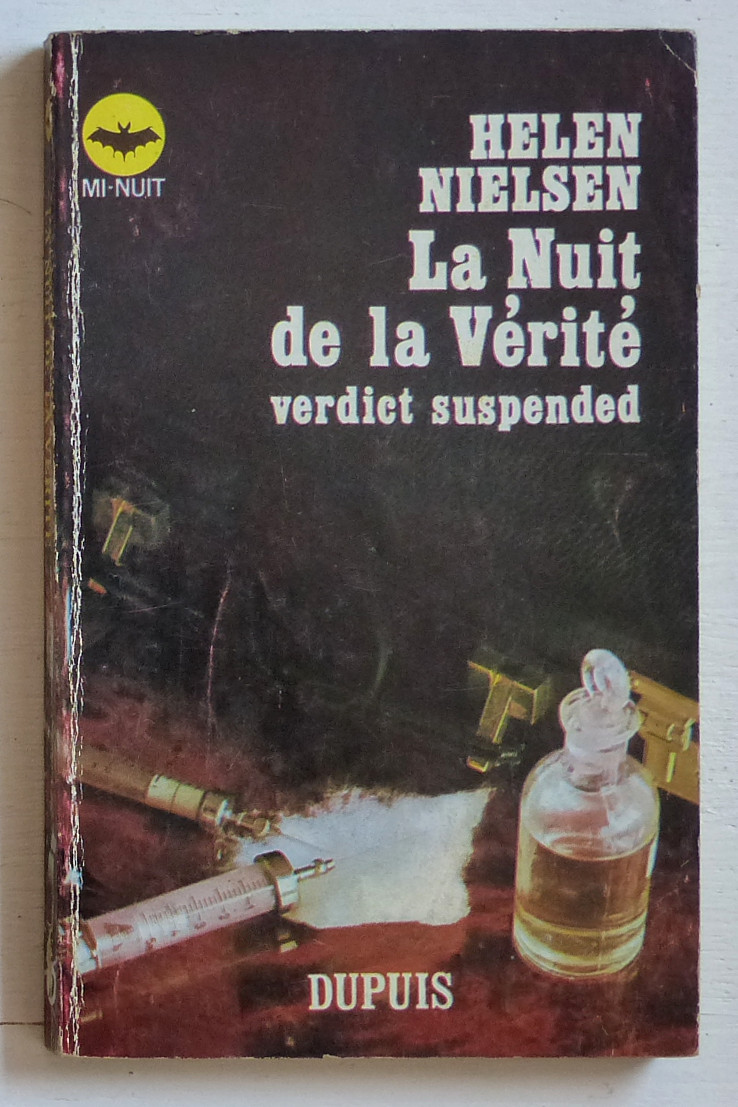 MI-NUIT
HELEN
NIELSEN
La Nuit
de la Vérité
verdict suspended
DUPUIS